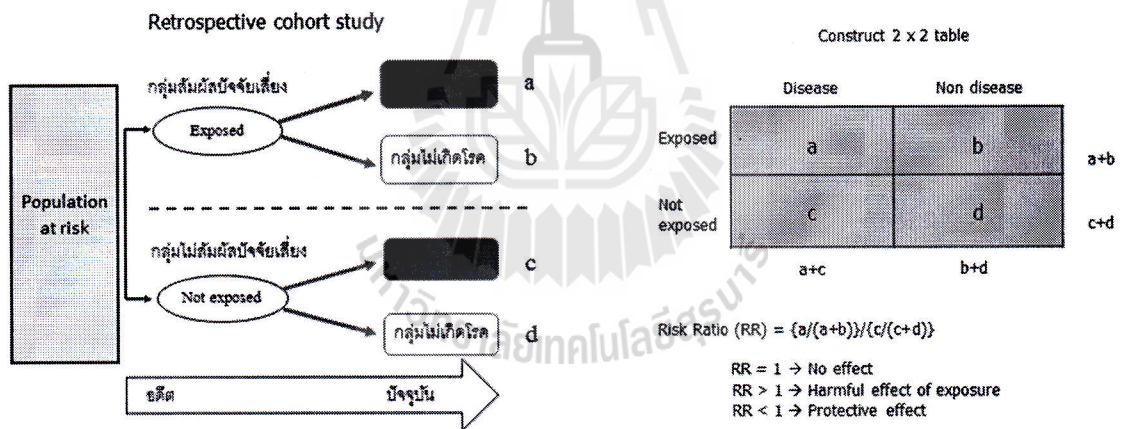 Retrospective cohort study
กลุ่มสัมผัสปัจจัยเสี่ยง
Exposed
a
กลุ่มไม่เกิดโรค
b
Population
at risk
กลุ่มไม่สัมผัสปัจจัยเสี่ยง
Not exposed
c
กลุ่มไม่เกิดโรค
d
อดีต
ปัจจุบัน
Construct 2 x 2 table
Disease
Non disease
Exposed
a
b
a+b
Not
exposed
c
d
c+d
a+c
b+d
Risk Ratio (RR) = {a/(a+b)}/{c/(c+d)}
RR = 1 → No effect
RR > 1 → Harmful effect of exposure
RR < 1 → Protective effect